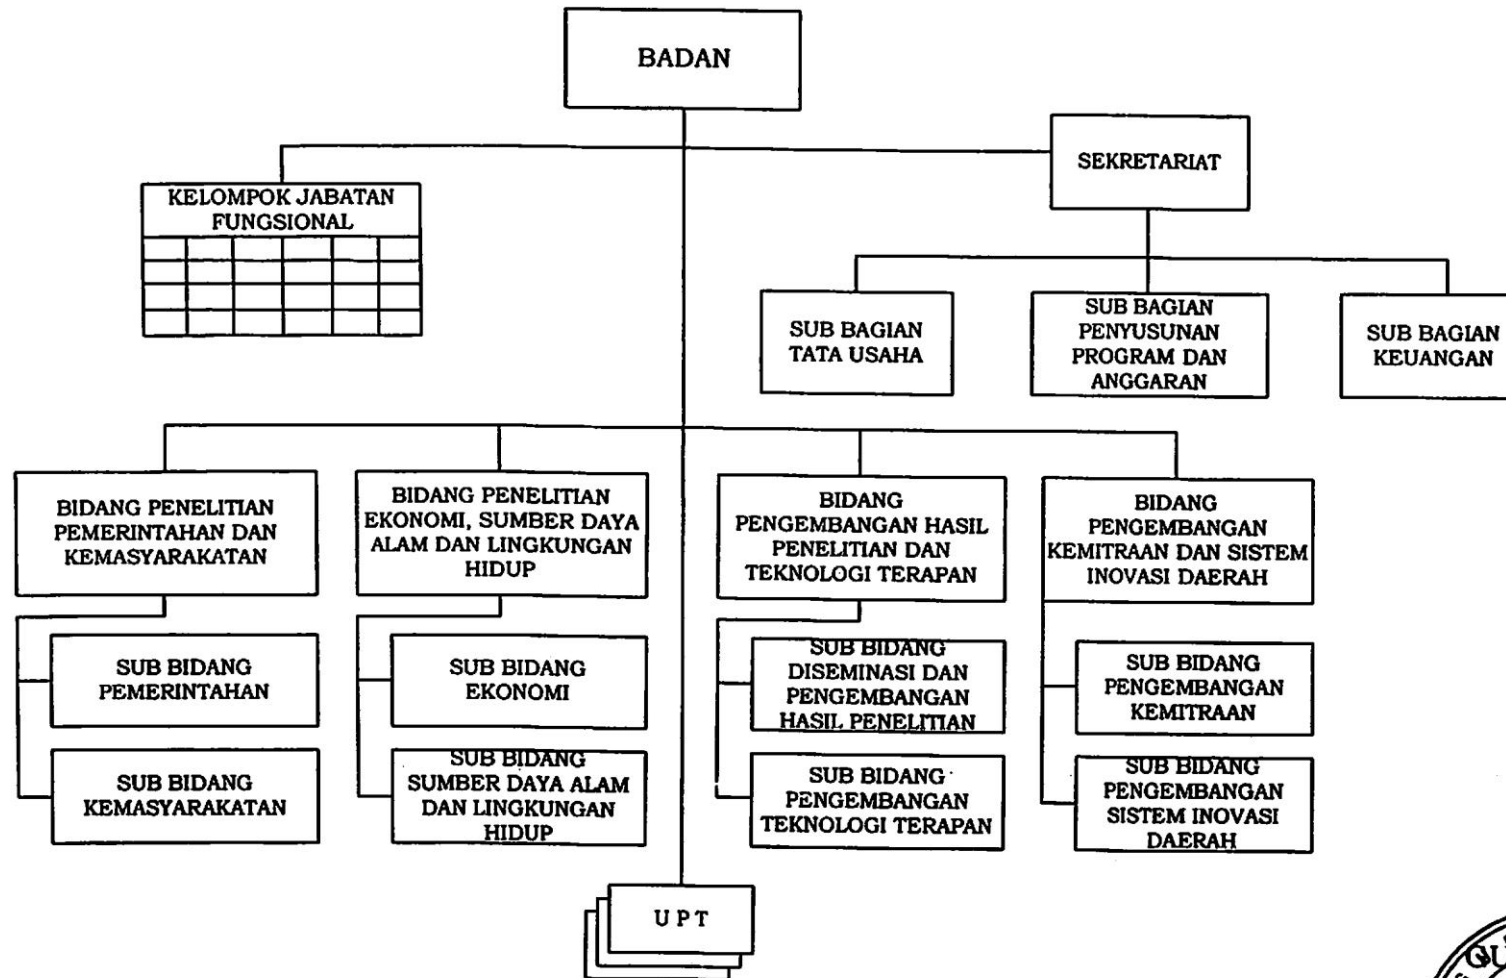 BADAN
SEKRETARIAT
KELOMPOK JABATAN
FUNGSIONAL
SUB BAGIAN
TATA USAHA
SUB BAGIAN
PENYUSUNAN
PROGRAM DAN
ANGGARAN
SUB BAGIAN
KEUANGAN
BIDANG PENELITIAN
PEMERINTAHAN DAN
KEMASYARAKATAN
BIDANG PENELITIAN
EKONOMI, SUMBER DAYA
ALAM DAN LINGKUNGAN
HIDUP
BIDANG
PENGEMBANGAN HASIL
PENELITIAN DAN
TEKNOLOGI TERAPAN
BIDANG
PENGEMBANGAN
KEMITRAAN DAN SISTEM
INOVASI DAERAH
SUB BIDANG
PEMERINTAHAN
SUB BIDANG
EKONOMI
SUB BIDANG
DISEMINASI DAN
PENGEMBANGAN
HASIL PENELITIAN
SUB BIDANG
PENGEMBANGAN
KEMITRAAN
SUB BIDANG
KEMASYARAKATAN
SUB BIDANG
SUMBER DAYA ALAM
DAN LINGKUNGAN
HIDUP
SUB BIDANG
PENGEMBANGAN
TEKNOLOGI TERAPAN
SUB BIDANG
PENGEMBANGAN
SISTEM INOVASI
DAERAH
U P T